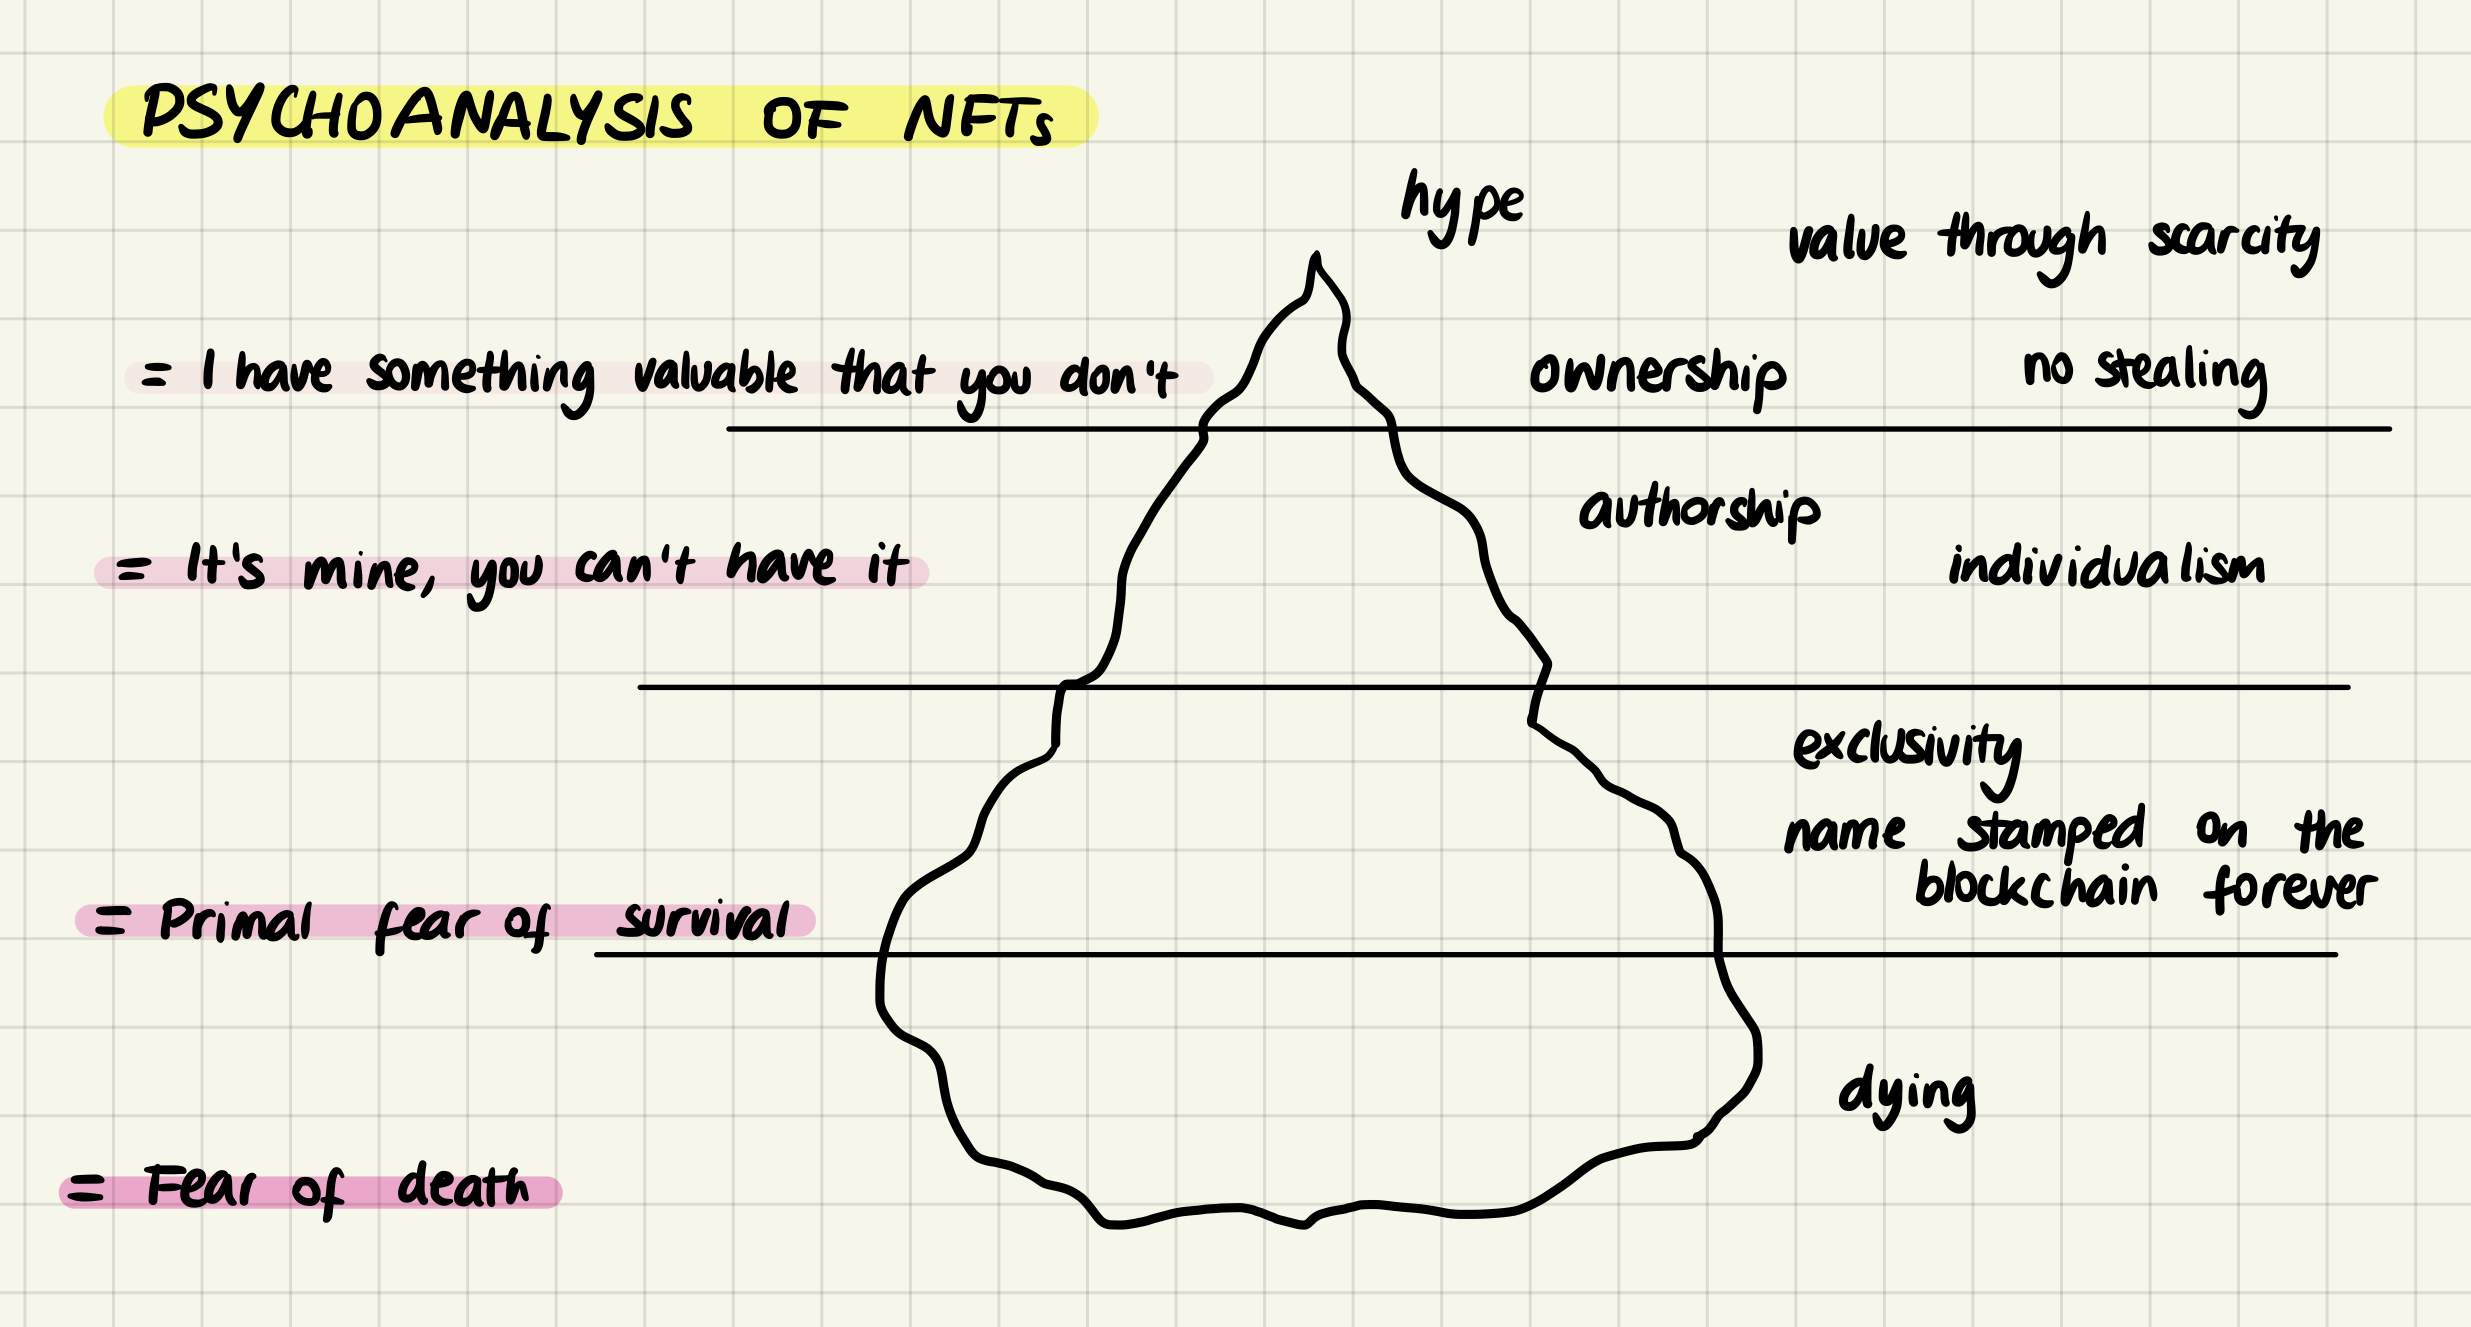 PSYCHOANALYSIS OF NFTs
hype
value through scarcity
= I have something valuable that you don't
ownership
no stealing
authorship
= It's mine, you can't have it
individualism
exclusivity
name stamped on the
blockchain forever
= Primal fear of survival
dying
= Fear of death